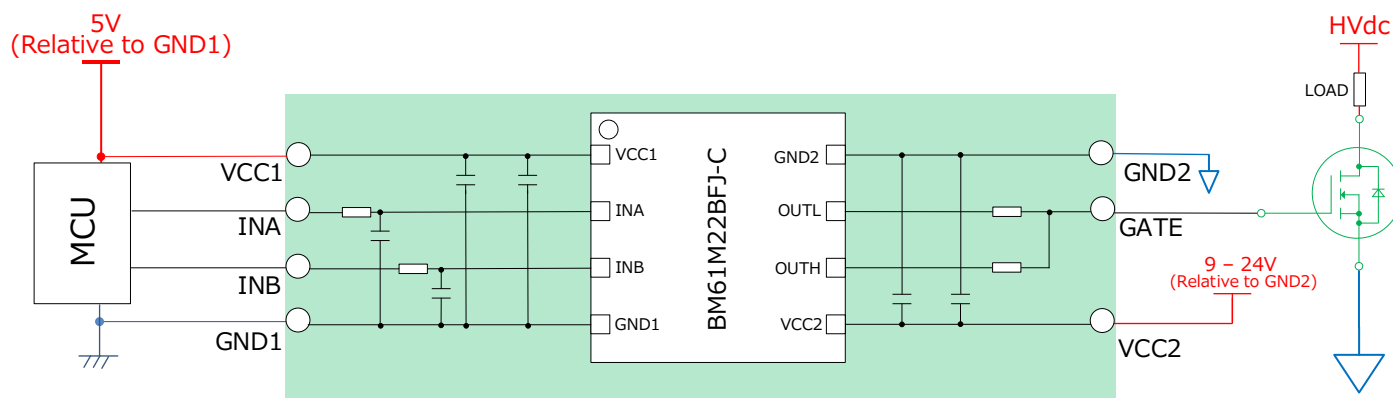 5V
(Relative to GND1)
HVdc
LOAD
MCU
VCC1
INA
INB
GND1
VCC1
INA
INB
GND1
BM61M22BFJ-C
GND2
OUTL
OUTH
VCC2
GND2
GATE
9 – 24V
(Relative to GND2)
VCC2